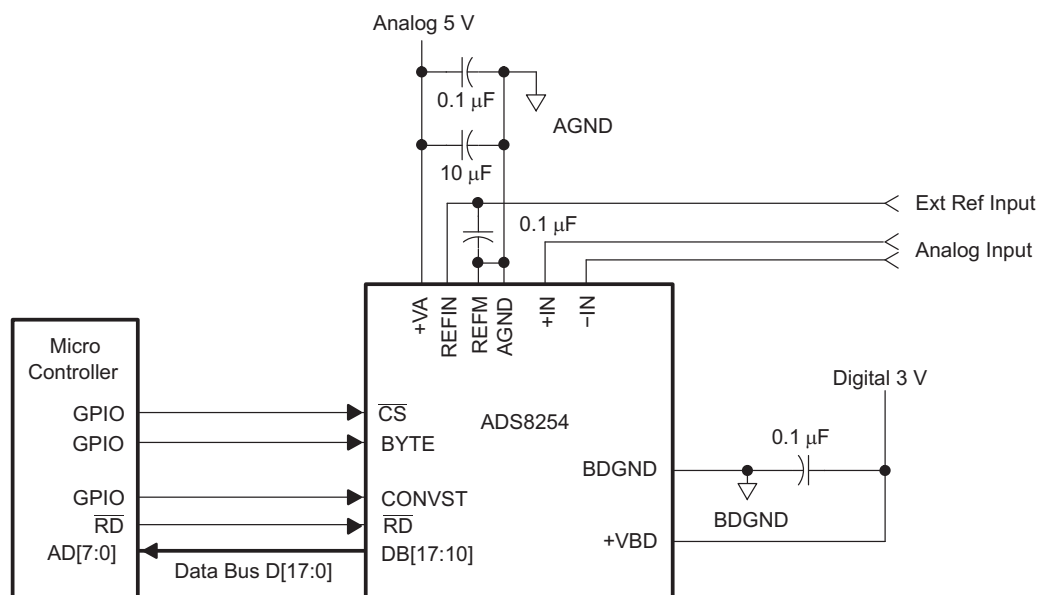 Analog 5 V
0.1 μF
AGND
10 μF
0.1 μF
Ext Ref Input
Analog Input
+VA
REFIN
REFM
AGND
+IN
−IN
Micro
Controller
GPIO
GPIO
GPIO
RD
AD[7:0]
Data Bus D[17:0]
CS
BYTE
CONVST
RD
DB[17:10]
ADS8254
BDGND
+VBD
Digital 3 V
0.1 μF
BDGND